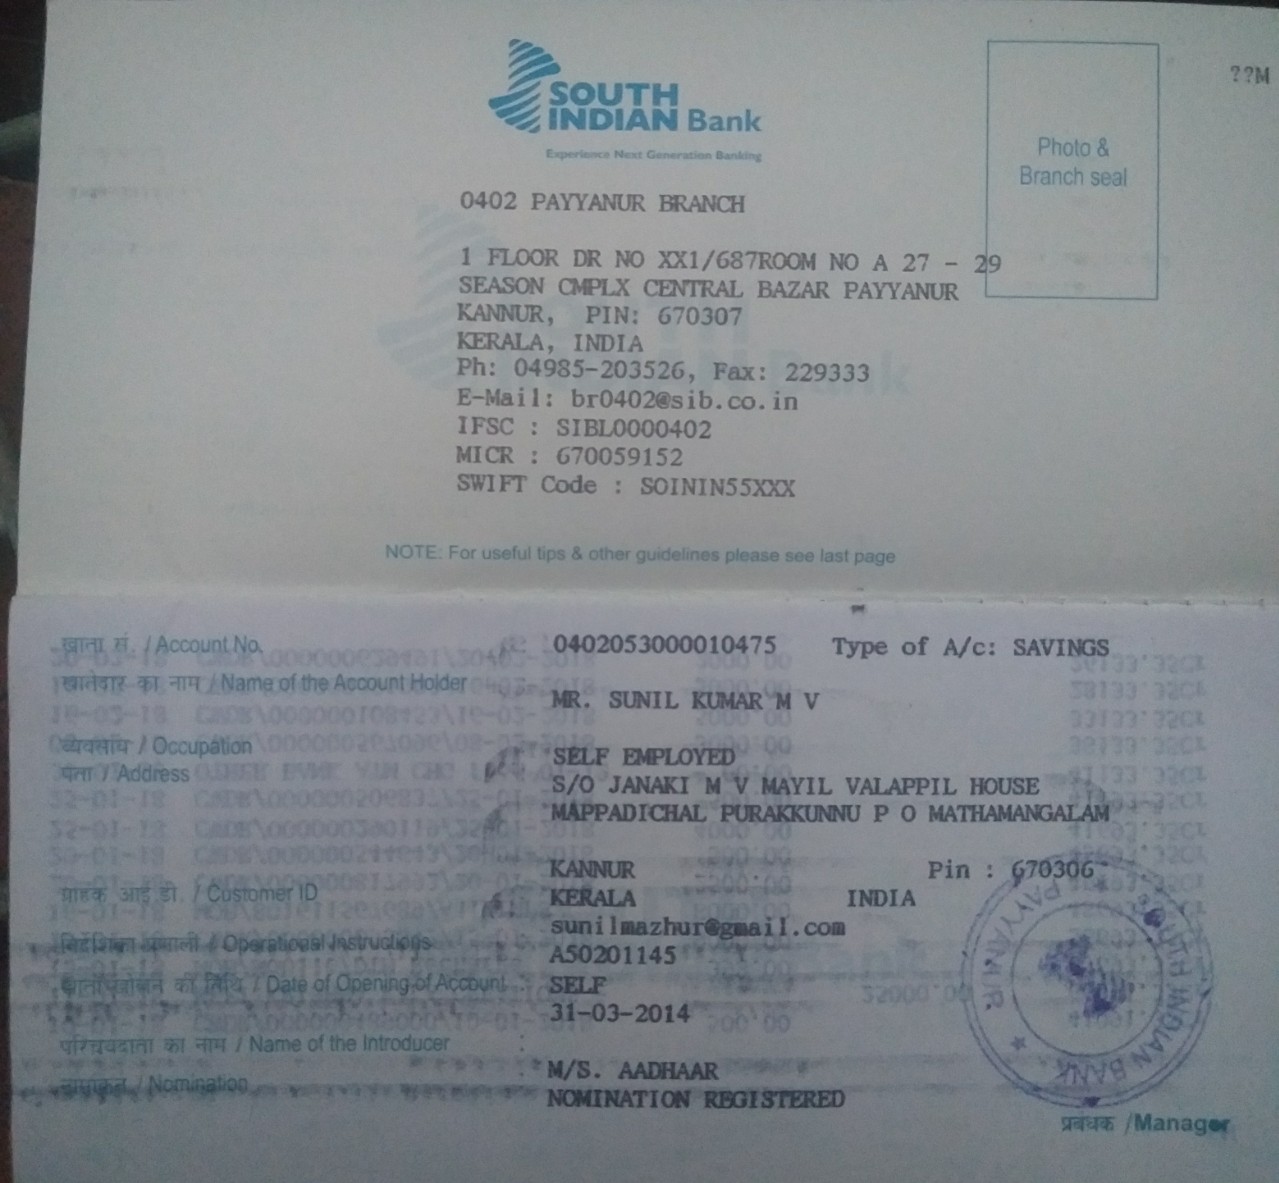 SOUTH
INDIAN Bank
Experience Next Generation Banking
??M
Photo &
Branch seal
0402 PAYYANUR BRANCH
1 FLOOR DR NO XX1/687ROOM NO A 27 - 29
SEASON CMPLX CENTRAL BAZAR PAYYANUR
KANNUR, PIN: 670307
KERALA, INDIA
Ph: 04985-203526, Fax: 229333
E-Mail: br0402@sib.co.in
IFSC : SIBL0000402
MICR : 670059152
SWIFT Code : SOININ55XXX
NOTE: For useful tips & other guidelines please see last page
खाता सं. / Account No. 0402053000010475 Type of A/c: SAVINGS
खातेदार का नाम / Name of the Account Holder
MR. SUNIL KUMAR M V
व्यवसाय / Occupation SELF EMPLOYED
पता / Address S/O JANAKI M V MAYIL VALAPPIL HOUSE
MAPPADICHAL PURAKKUNNU P O MATHAMANGALAM
KANNUR Pin : 670306
ग्राहक आई.डी. / Customer ID KERALA INDIA
sunilmazhur@gmail.com
/ Operational Instructions A50201145
/ Date of Opening of Account : SELF
31-03-2014
परिचयदाता का नाम / Name of the Introducer
: M/S. AADHAAR
नामांकन / Nomination NOMINATION REGISTERED
SOUTH INDIAN BANK ★ PAYYANUR
प्रबंधक /Manager